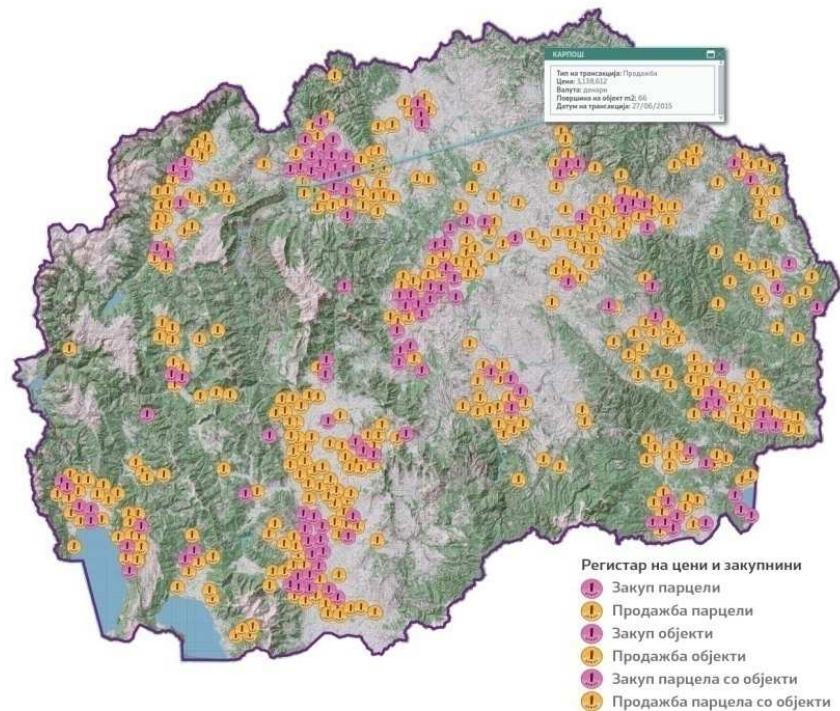 КАРПОШ
Тип на трансакција: Продажба
Цена: 3,138,612
Валута: денари
Површина на објект m2: 66
Датум на трансакција: 27/06/2015
Регистар на цени и закупнини
Закуп парцели
Продажба парцели
Закуп објекти
Продажба објекти
Закуп парцела со објекти
Продажба парцела со објекти